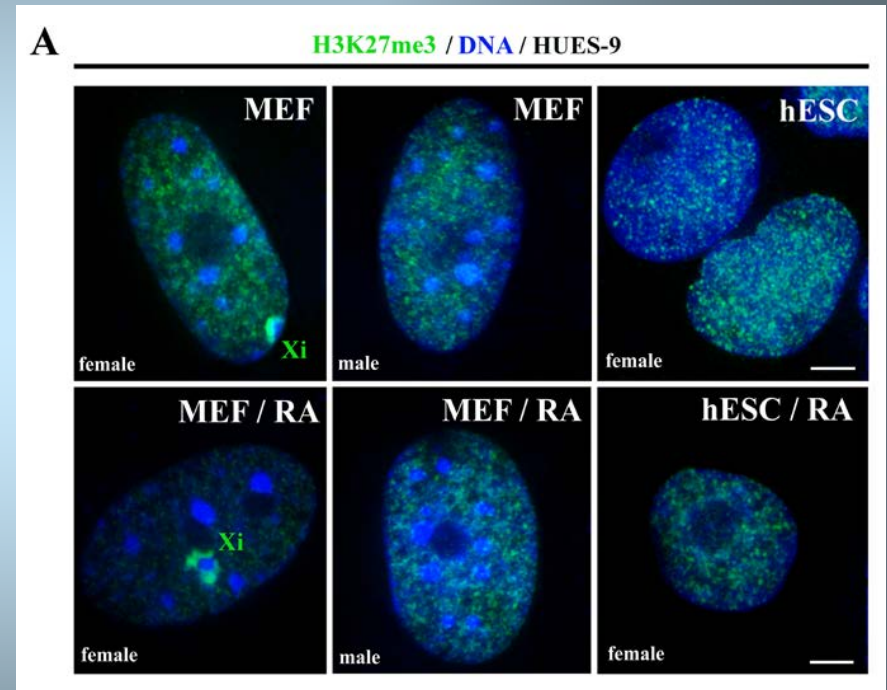 A
H3K27me3 / DNA / HUES-9
MEF
MEF
hESC
Xi
female
male
female
MEF / RA
MEF / RA
hESC / RA
Xi
female
male
female